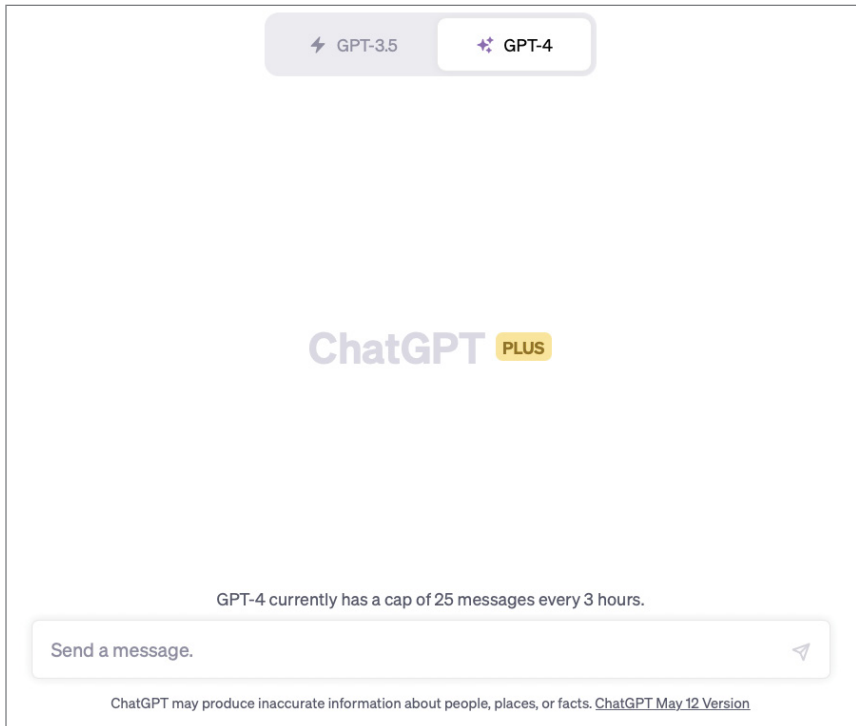 GPT-3.5 GPT-4
ChatGPT PLUS
GPT-4 currently has a cap of 25 messages every 3 hours.
Send a message.
ChatGPT may produce inaccurate information about people, places, or facts. ChatGPT May 12 Version